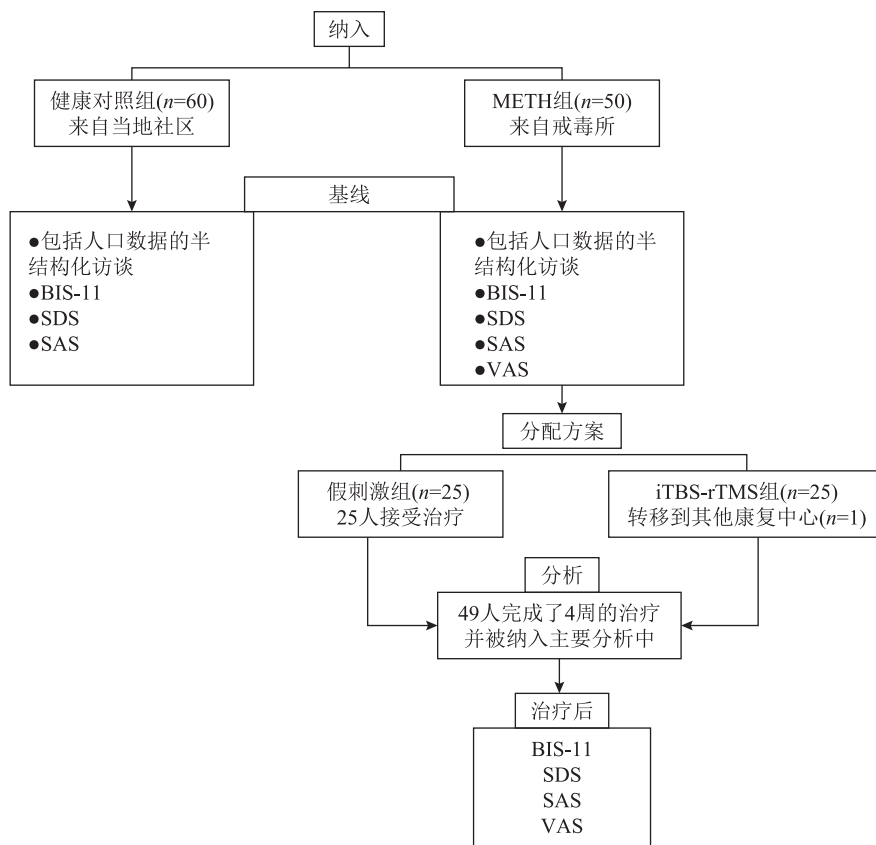 纳入
健康对照组(n=60)
来自当地社区
METH组(n=50)
来自戒毒所
基线
●包括人口数据的半
结构化访谈
●BIS-11
●SDS
●SAS
●包括人口数据的半
结构化访谈
●BIS-11
●SDS
●SAS
●VAS
分配方案
假刺激组(n=25)
25人接受治疗
iTBS-rTMS组(n=25)
转移到其他康复中心(n=1)
分析
49人完成了4周的治疗
并被纳入主要分析中
治疗后
BIS-11
SDS
SAS
VAS